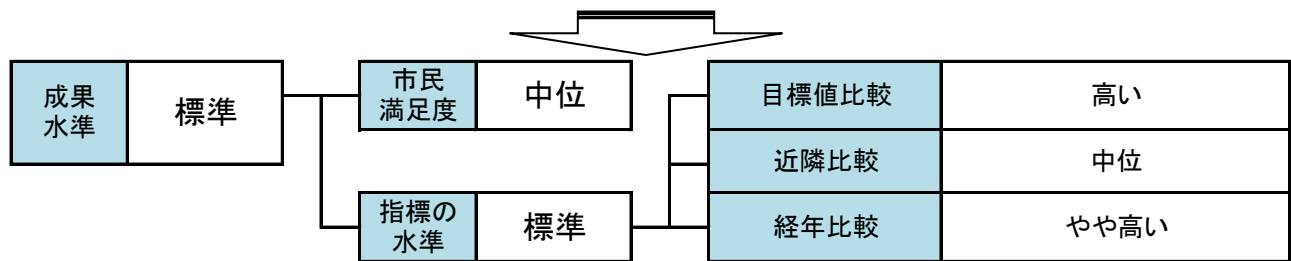 成果
水準
標準
市民
満足度
中位
指標の
水準
標準
目標値比較
高い
近隣比較
中位
経年比較
やや高い